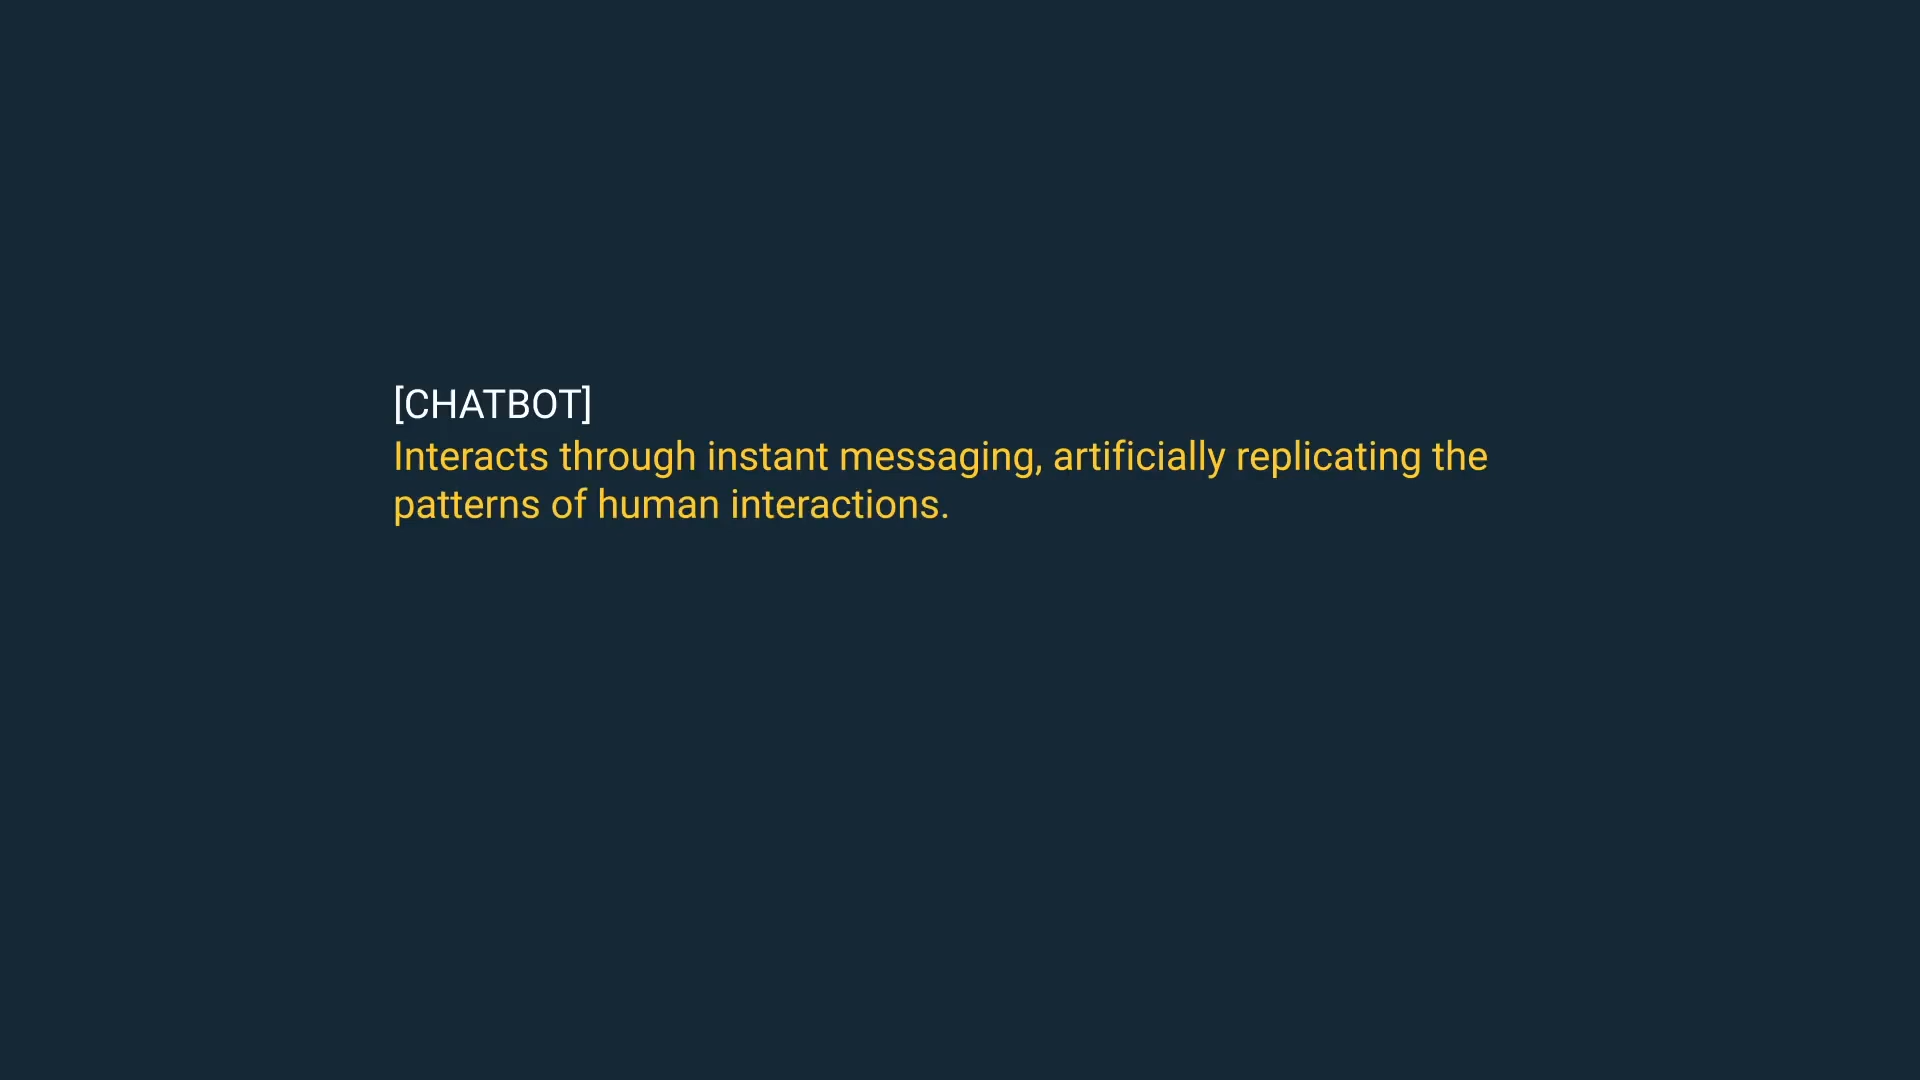 [CHATBOT]
Interacts through instant messaging, artificially replicating the
patterns of human interactions.